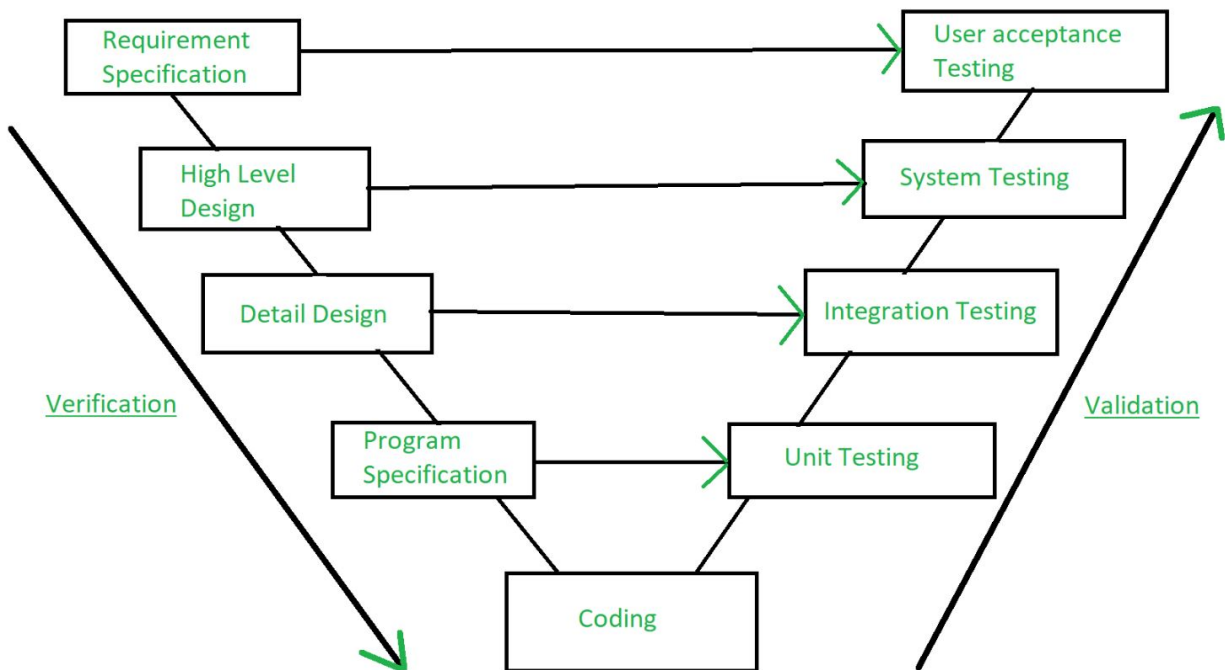 Requirement
Specification
User acceptance
Testing
High Level
Design
System Testing
Detail Design
Integration Testing
Verification
Validation
Program
Specification
Unit Testing
Coding